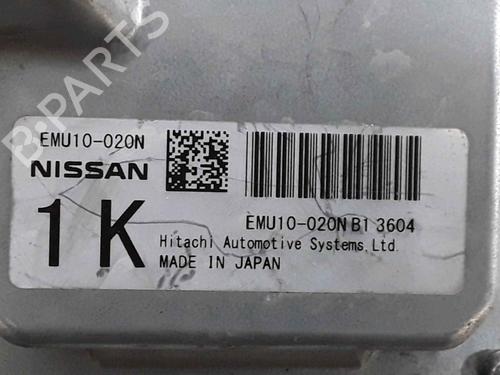 EMU10-020N
NISSAN
1K
EMU10-020N B1 3604
Hitachi Automotive Systems, Ltd.
MADE IN JAPAN
B-PARTS